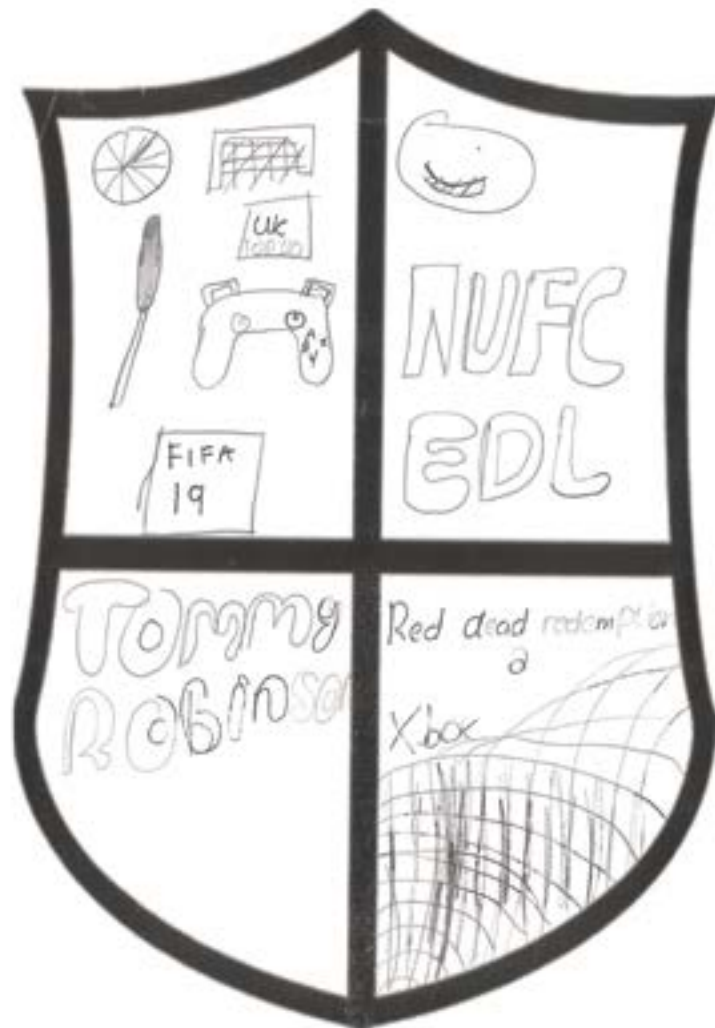 UK
FIFA
19
NUFC
EDL
Tommy
Robinson
Red dead redemption
2
Xbox